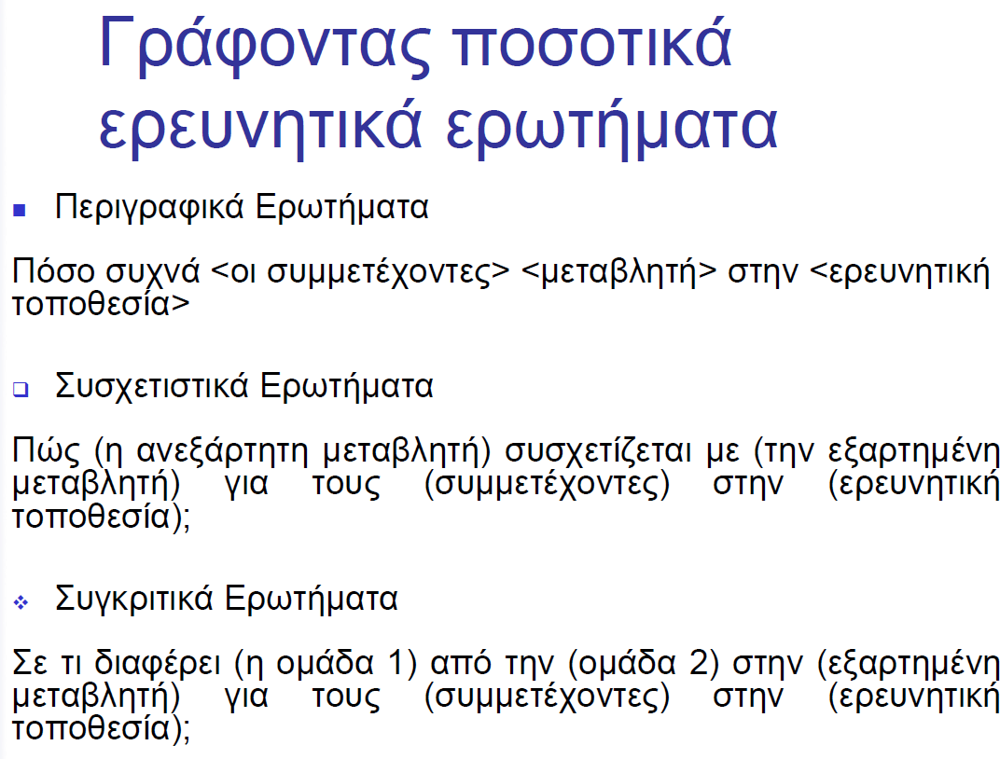 Γράφοντας ποσοτικά
ερευνητικά ερωτήματα
Περιγραφικά Ερωτήματα
Πόσο συχνά <οι συμμετέχοντες> <μεταβλητή> στην <ερευνητική
τοποθεσία>
Συσχετιστικά Ερωτήματα
Πώς (η ανεξάρτητη μεταβλητή) συσχετίζεται με (την εξαρτημένη
μεταβλητή) για τους (συμμετέχοντες) στην (ερευνητική
τοποθεσία);
Συγκριτικά Ερωτήματα
Σε τι διαφέρει (η ομάδα 1) από την (ομάδα 2) στην (εξαρτημένη
μεταβλητή) για τους (συμμετέχοντες) στην (ερευνητική
τοποθεσία);